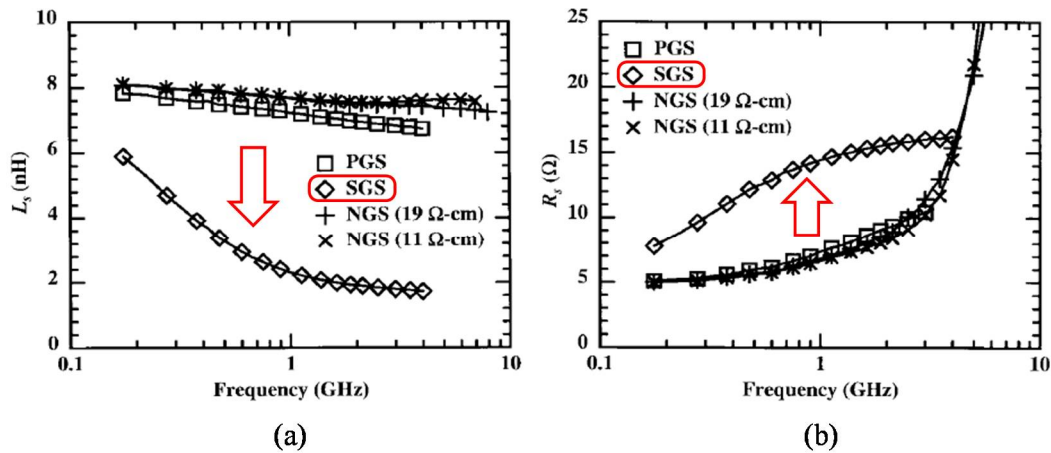 10
8
6
4
2
0
Ls (nH)
PGS
SGS
NGS (19 Ω-cm)
NGS (11 Ω-cm)
0.1
1
10
Frequency (GHz)
(a)
25
20
15
10
5
0
Rs (Ω)
PGS
SGS
NGS (19 Ω-cm)
NGS (11 Ω-cm)
0.1
1
10
Frequency (GHz)
(b)